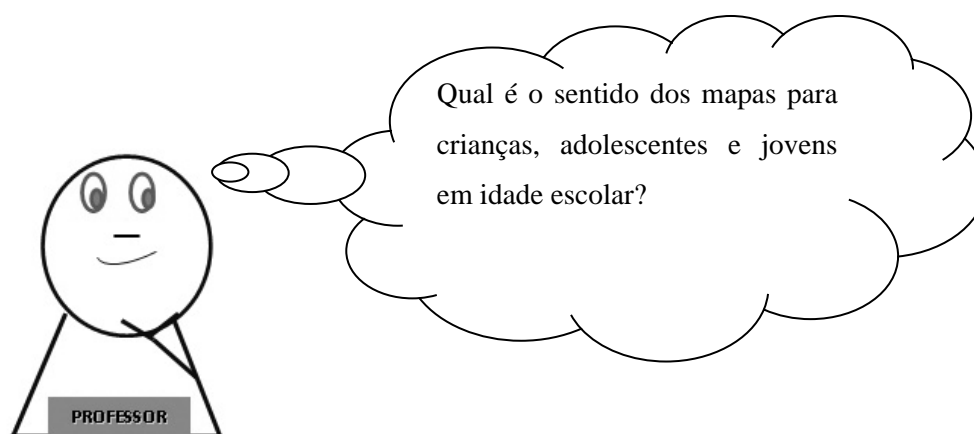 Qual é o sentido dos mapas para
crianças, adolescentes e jovens
em idade escolar?
PROFESSOR